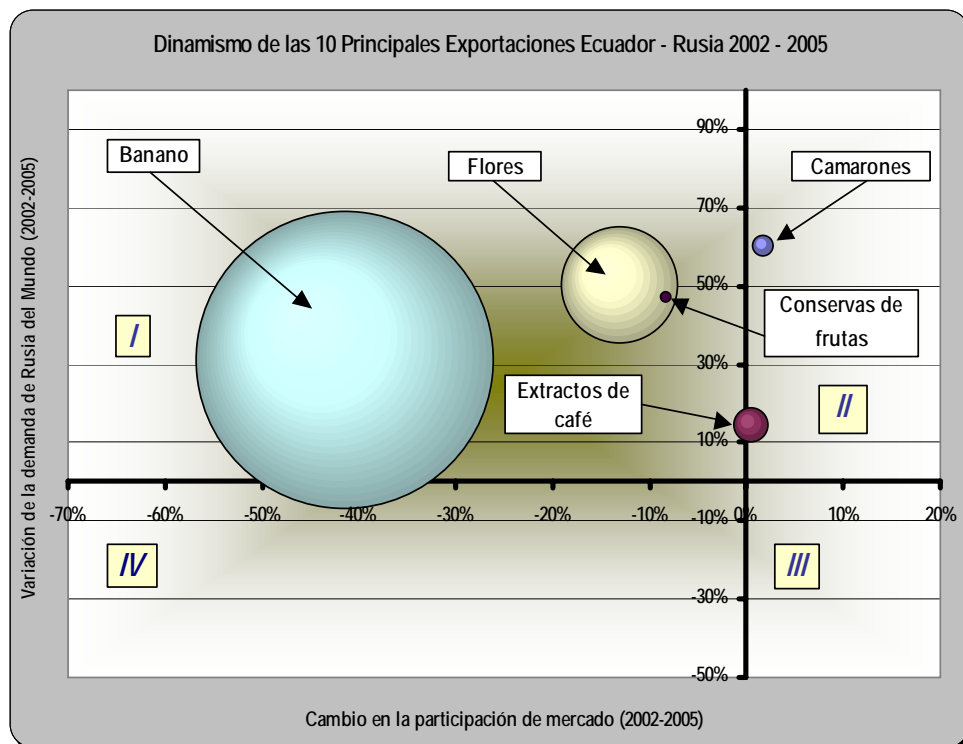 Dinamismo de las 10 Principales Exportaciones Ecuador - Rusia 2002 - 2005
Variación de la demanda de Rusia del Mundo (2002-2005)
90%
Banano
Flores
Camarones
70%
50%
Conservas de
frutas
I
30%
Extractos de
café
II
10%
-70%
-60%
-50%
-40%
-30%
-20%
-10%
0%
10%
20%
-10%
IV
III
-30%
-50%
Cambio en la participación de mercado (2002-2005)